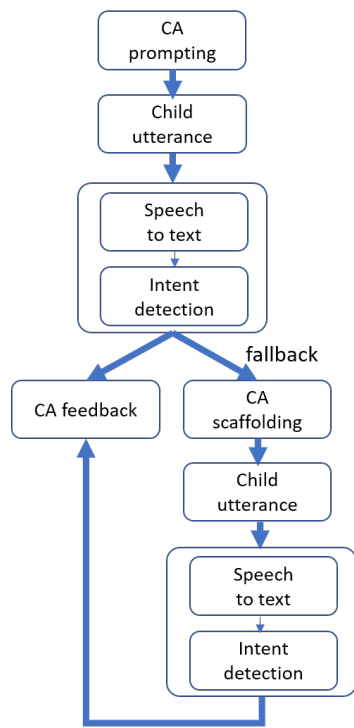 CA
prompting
Child
utterance
Speech
to text
Intent
detection
fallback
CA feedback
CA
scaffolding
Child
utterance
Speech
to text
Intent
detection